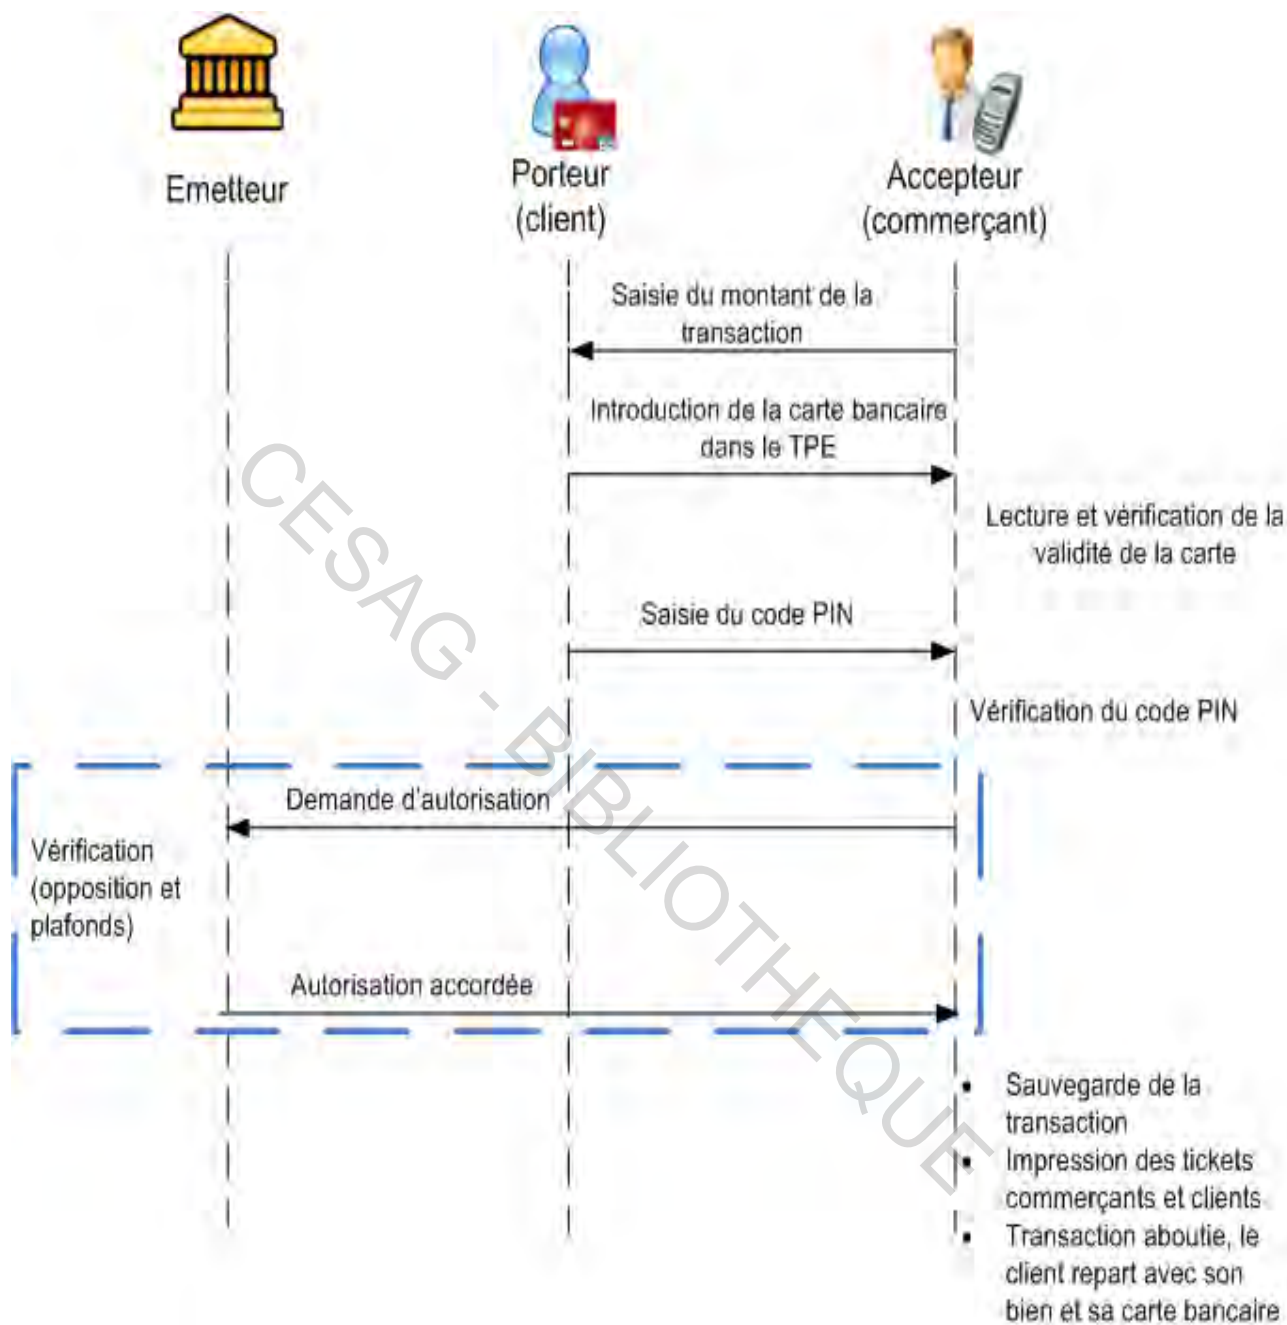 Emetteur
Porteur
(client)
Accepteur
(commerçant)
Saisie du montant de la
transaction
Introduction de la carte bancaire
dans le TPE
Lecture et vérification de la
validité de la carte
Saisie du code PIN
Vérification du code PIN
Demande d'autorisation
Vérification
(opposition et
plafonds)
Autorisation accordée
• Sauvegarde de la
transaction
• Impression des tickets
commerçants et clients
• Transaction aboutie, le
client repart avec son
bien et sa carte bancaire
CESAG - BIBLIOTHEQUE